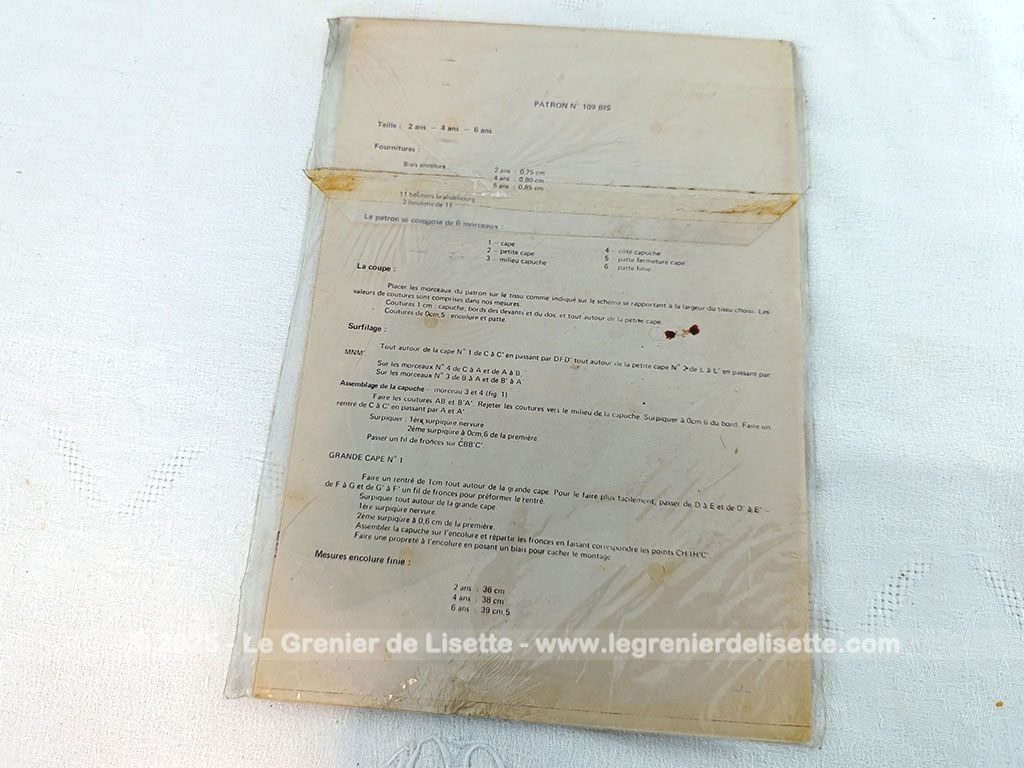 PATRON N° 109 BIS
Taille : 2 ans – 4 ans – 6 ans
Fournitures :
Biais encolure 2 ans : 0,75 cm
4 ans : 0,80 cm
6 ans : 0,85 cm
brandebourg
2 boutons de 11
Le patron se compose de 6 morceaux :
1 – cape 4 – côté capuche
2 – petite cape 5 patte fermeture cape
3 – milieu capuche 6 patte finie
La coupe :
Placer les morceaux du patron sur le tissu comme indiqué sur le schéma se rapportant à la largeur du tissu choisi. Les
valeurs de coutures sont comprises dans nos mesures.
Coutures 1 cm : capuche, bords des devants et du dos, et tout autour de la petite cape.
Coutures de 0cm,5 : encolure et patte.
Surfilage :
Tout autour de la cape N° 1 de C à C' en passant par DFD' tout autour de la petite cape N° 2 de L à L' en passant par
MNM'
Sur les morceaux N° 4 de C à A et de A à B,
Sur les morceaux N° 3 de B à A et de B' à A'
Assemblage de la capuche – morceau 3 et 4 (fig. 1)
Faire les coutures AB et B'A'. Rejeter les coutures vers le milieu de la capuche. Surpiquer à 0cm,6 du bord. Faire un
rentré de C à C' en passant par A et A'.
Surpiquer : 1ère surpiqûre nervure
2ème surpiqûre à 0cm,6 de la première.
Passer un fil de fronces sur CBB'C'.
GRANDE CAPE N° 1
Faire un rentré de 1cm tout autour de la grande cape. Pour le faire plus facilement, passer de D à E et de D' à E' –
de F à G et de G' à F' un fil de fronces pour préformer le rentré.
Surpiquer tout autour de la grande cape.
1ère surpiqûre nervure.
2ème surpiqûre à 0,6 cm de la première.
Assembler la capuche sur l'encolure et répartir les fronces en faisant correspondre les points CH IH'C'.
Faire une propreté à l'encolure en posant un biais pour cacher le montage.
Mesures encolure finie :
2 ans : 36 cm
4 ans : 38 cm
6 ans : 39 cm,5
- Le Grenier de Lisette - www.legrenierdelisette.com